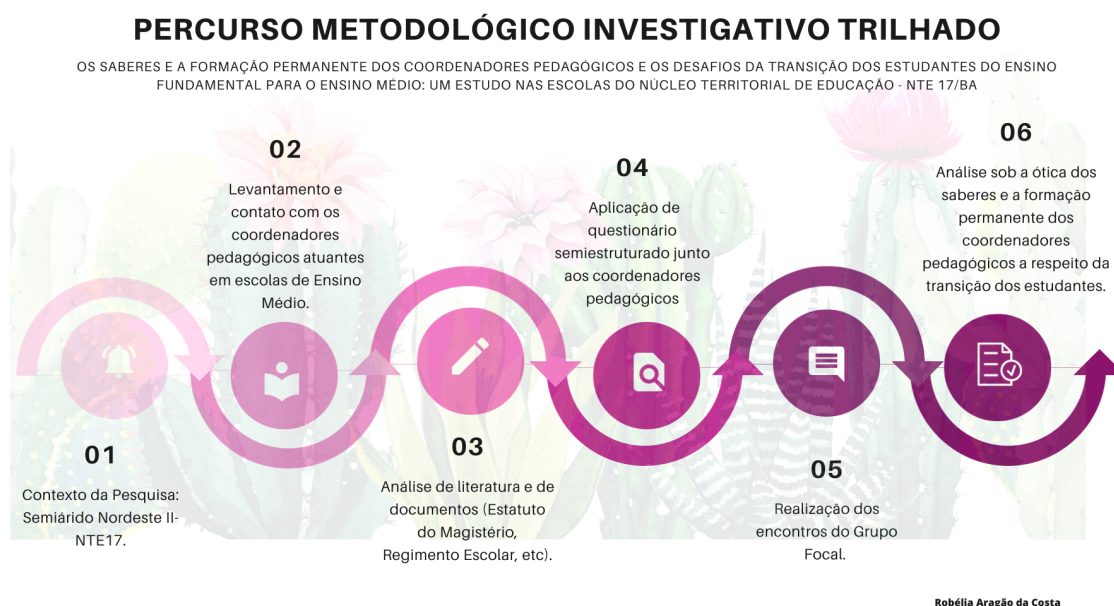 PERCURSO METODOLÓGICO INVESTIGATIVO TRILHADO
OS SABERES E A FORMAÇÃO PERMANENTE DOS COORDENADORES PEDAGÓGICOS E OS DESAFIOS DA TRANSIÇÃO DOS ESTUDANTES DO ENSINO
FUNDAMENTAL PARA O ENSINO MÉDIO: UM ESTUDO NAS ESCOLAS DO NÚCLEO TERRITORIAL DE EDUCAÇÃO - NTE 17/BA
01
Contexto da Pesquisa:
Semiárido Nordeste II-
NTE17.
02
Levantamento e
contato com os
coordenadores
pedagógicos atuantes
em escolas de Ensino
Médio.
03
Análise de literatura e de
documentos (Estatuto
do Magistério,
Regimento Escolar, etc).
04
Aplicação de
questionário
semiestruturado junto
aos coordenadores
pedagógicos
05
Realização dos
encontros do Grupo
Focal.
06
Análise sob a ótica dos
saberes e a formação
permanente dos
coordenadores
pedagógicos a respeito da
transição dos estudantes.
Robélia Aragão da Costa